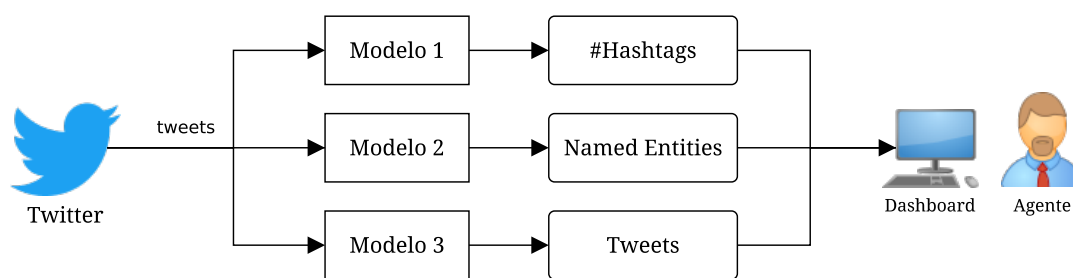 Modelo 1
#Hashtags
tweets
Modelo 2
Named Entities
Twitter
Dashboard
Agente
Modelo 3
Tweets